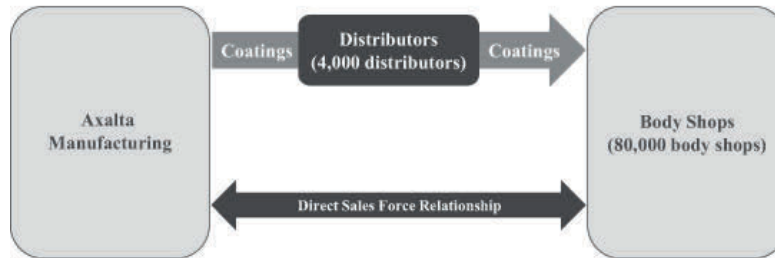 Axalta
Manufacturing
Coatings
Distributors
(4,000 distributors)
Coatings
Body Shops
(80,000 body shops)
Direct Sales Force Relationship